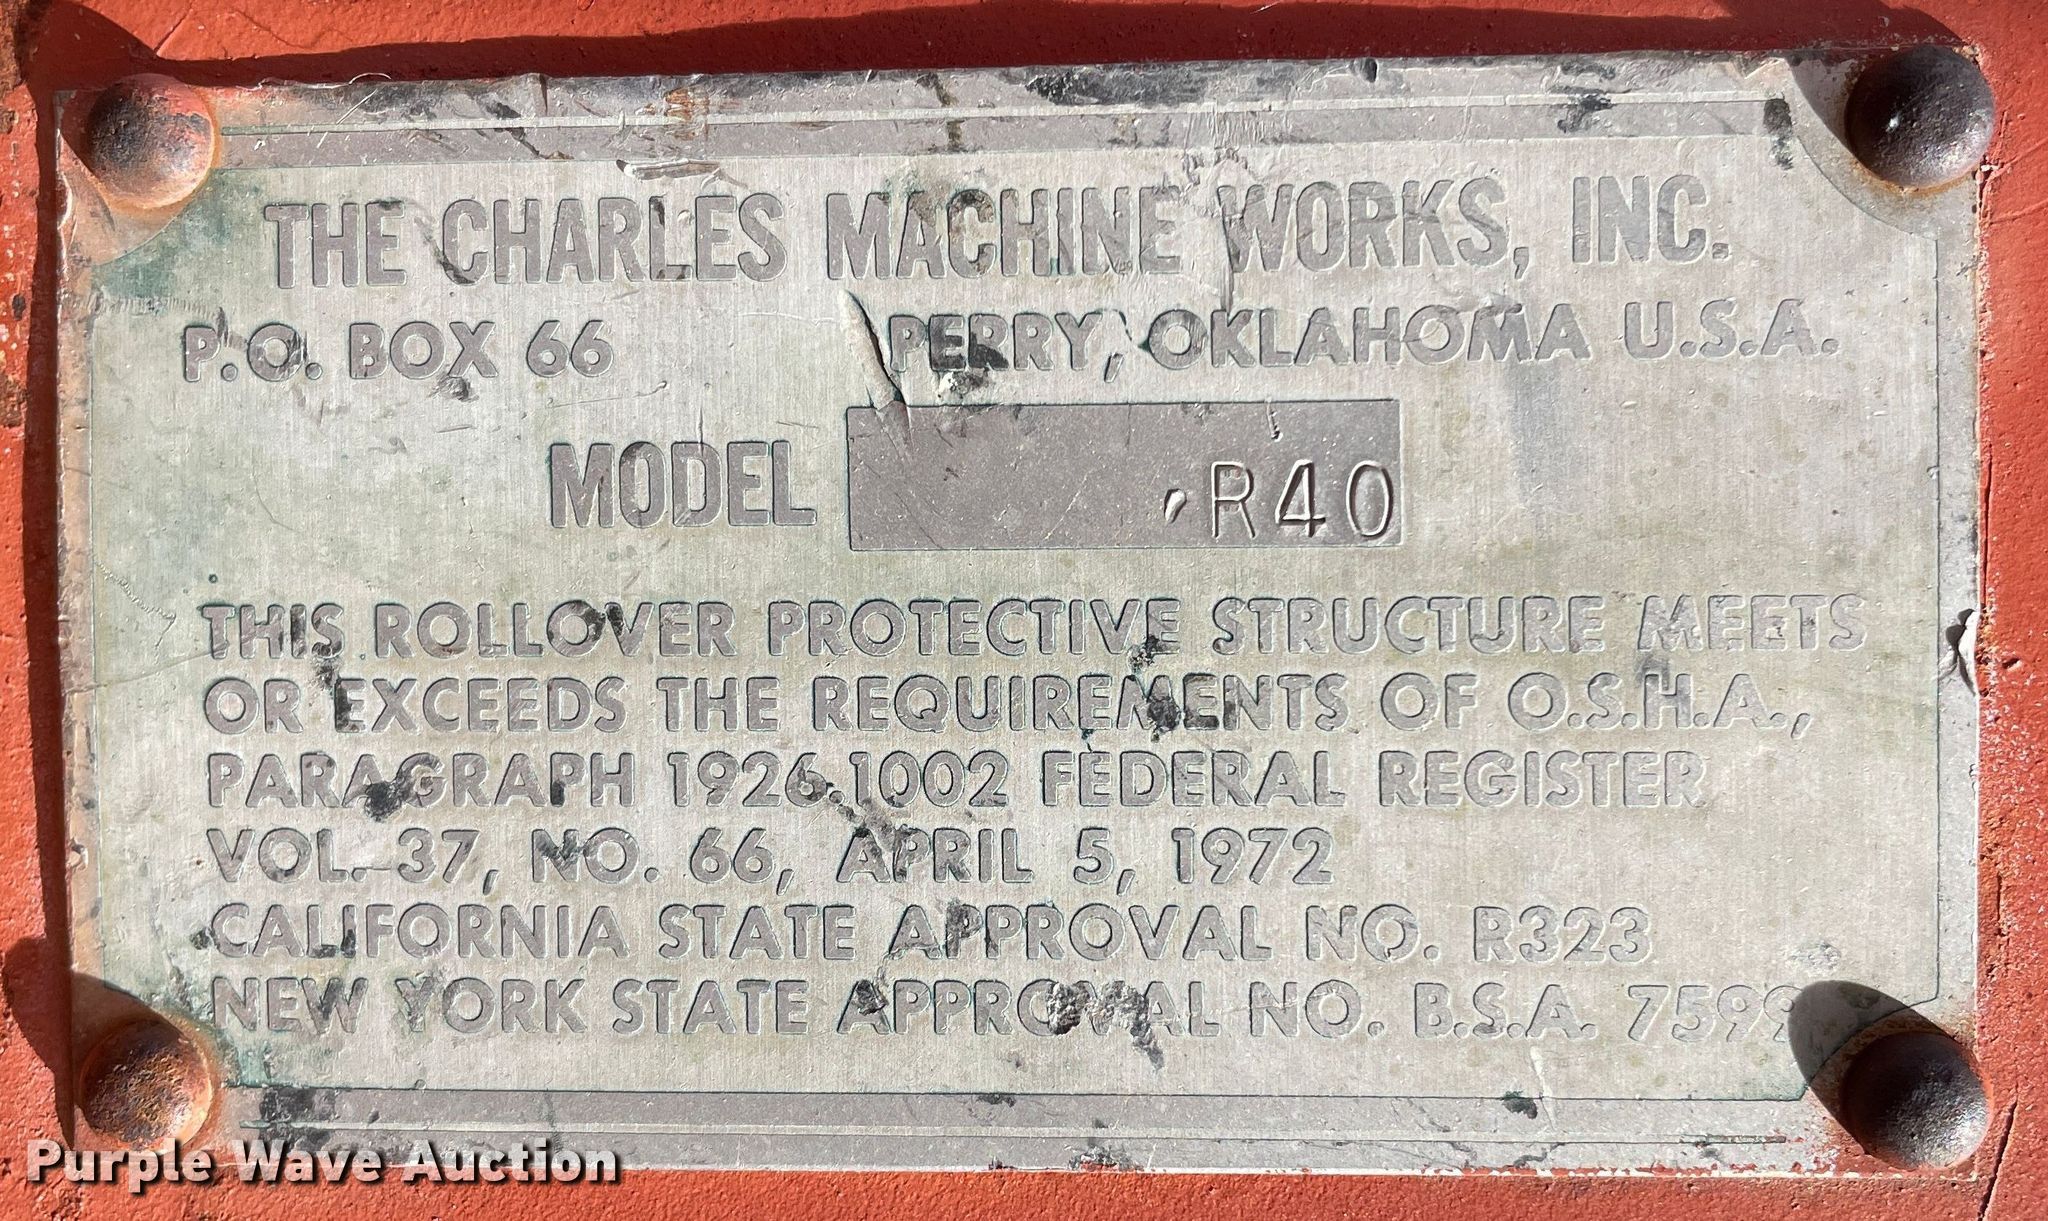 THE CHARLES MACHINE WORKS, INC.
P.O. BOX 66 PERRY, OKLAHOMA U.S.A.
MODEL R40
THIS ROLLOVER PROTECTIVE STRUCTURE MEETS
OR EXCEEDS THE REQUIREMENTS OF O.S.H.A.,
PARAGRAPH 1926.1002 FEDERAL REGISTER
VOL. 37, NO. 66, APRIL 5, 1972
CALIFORNIA STATE APPROVAL NO. R323
NEW YORK STATE APPROVAL NO. B.S.A. 7599
Purple Wave Auction